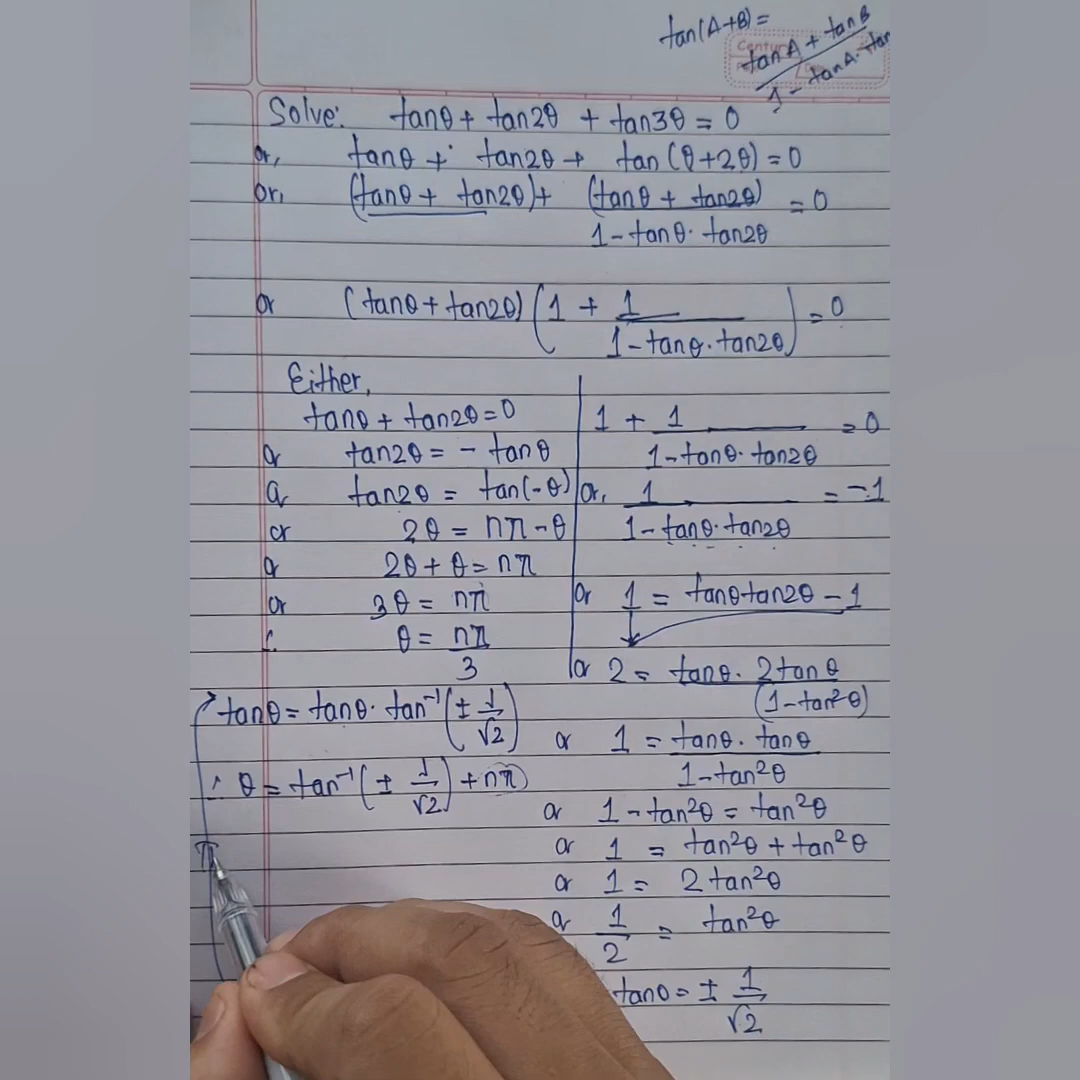 tan(A+B) =
tanA + tanB
1 - tanA · tan
Solve: tanθ + tan2θ + tan3θ = 0
or, tanθ + tan2θ + tan (θ+2θ) = 0
or, (tanθ + tan2θ) + (tanθ + tan2θ) = 0
1 - tanθ · tan2θ
or (tanθ + tan2θ) ( 1 + 1 ) = 0
1 - tanθ · tan2θ
Either,
tanθ + tan2θ = 0
or tan2θ = - tanθ
or tan2θ = tan(-θ)
or 2θ = nπ - θ
or 2θ + θ = nπ
or 3θ = nπ
∴ θ = nπ
3
1 + 1 = 0
1 - tanθ · tan2θ
or, 1 = -1
1 - tanθ · tan2θ
or 1 = tanθ tan2θ - 1
or 2 = tanθ · 2tanθ
(1 - tan²θ)
or 1 = tanθ · tanθ
1 - tan²θ
or 1 - tan²θ = tan²θ
or 1 = tan²θ + tan²θ
or 1 = 2 tan²θ
or 1 = tan²θ
2
tanθ = ± 1
√2
tanθ = tanθ · tan⁻¹ ( ± 1 )
√2
∴ θ = tan⁻¹ ( ± 1 ) + nπ
√2